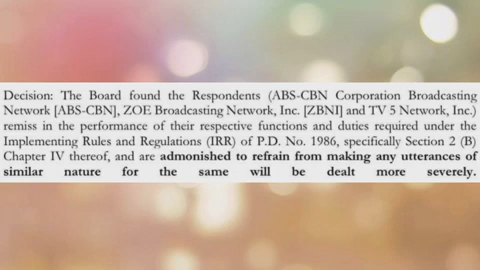 Decision: The Board found the Respondents (ABS-CBN Corporation Broadcasting
Network [ABS-CBN], ZOE Broadcasting Network, Inc. [ZBNI] and TV 5 Network, Inc.)
remiss in the performance of their respective functions and duties required under the
Implementing Rules and Regulations (IRR) of P.D. No. 1986, specifically Section 2 (B)
Chapter IV thereof, and are admonished to refrain from making any utterances of
similar nature for the same will be dealt more severely.